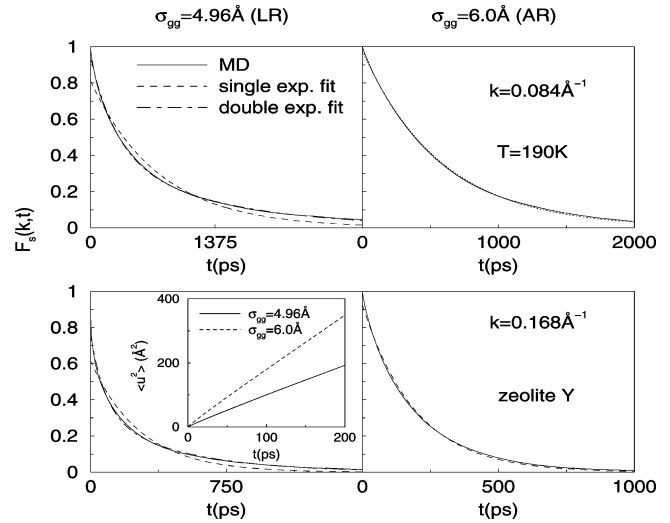 σgg=4.96Å (LR)
σgg=6.0Å (AR)
1
0.8
0.6
0.4
0.2
0
MD
single exp. fit
double exp. fit
k=0.084Å⁻¹
T=190K
0
1375
0
1000
2000
t(ps)
t(ps)
Fs(k,t)
1
0.8
0.6
0.4
0.2
0
400
200
0
<u²> (Å²)
σgg=4.96Å
σgg=6.0Å
0
100
200
t(ps)
k=0.168Å⁻¹
zeolite Y
0
750
0
500
1000
t(ps)
t(ps)